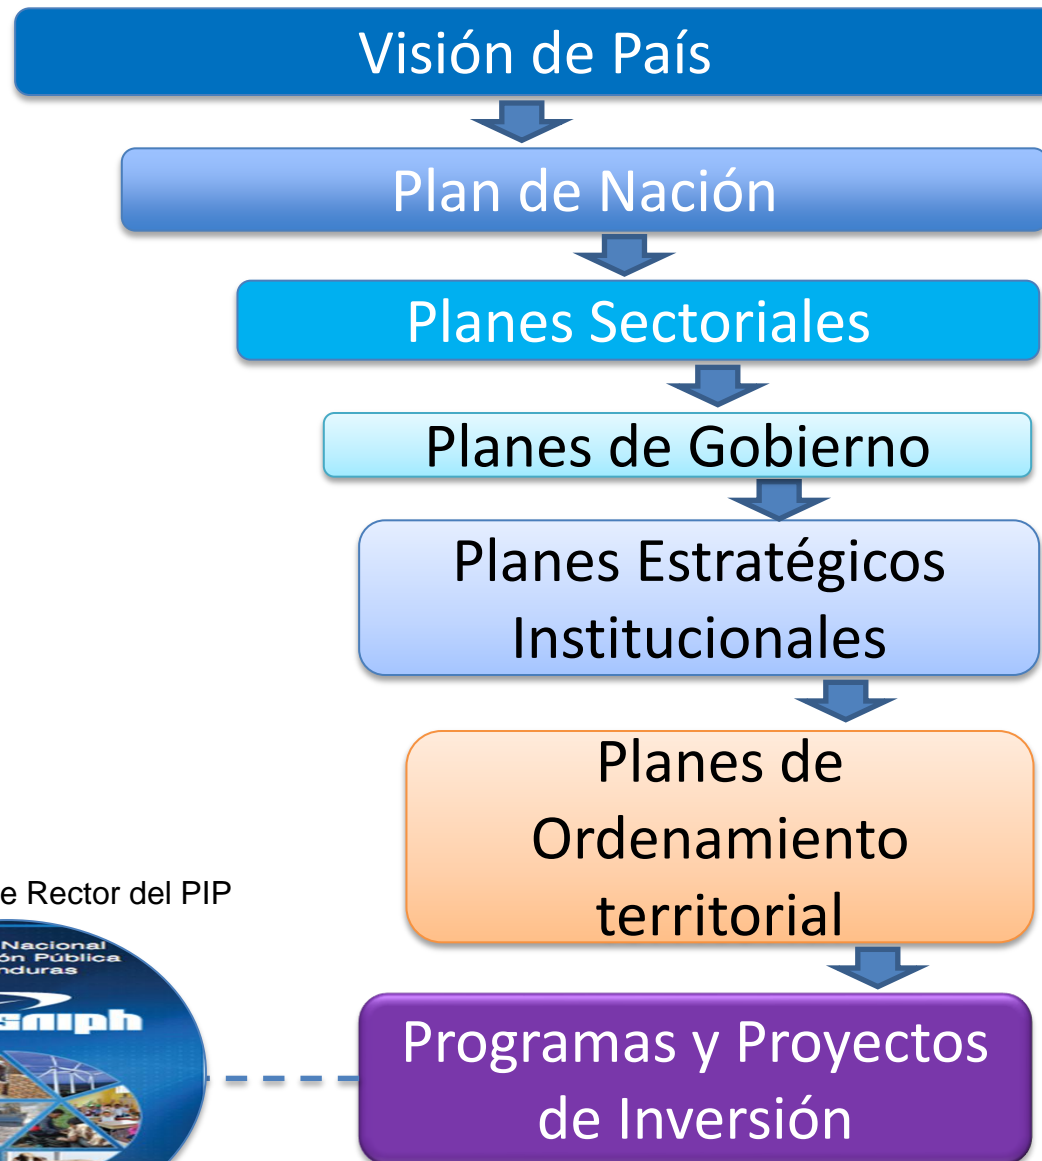 Visión de País
Plan de Nación
Planes Sectoriales
Planes de Gobierno
Planes Estratégicos
Institucionales
Planes de
Ordenamiento
territorial
e Rector del PIP
Nacional
ón Pública
nduras
sniph
Programas y Proyectos
de Inversión